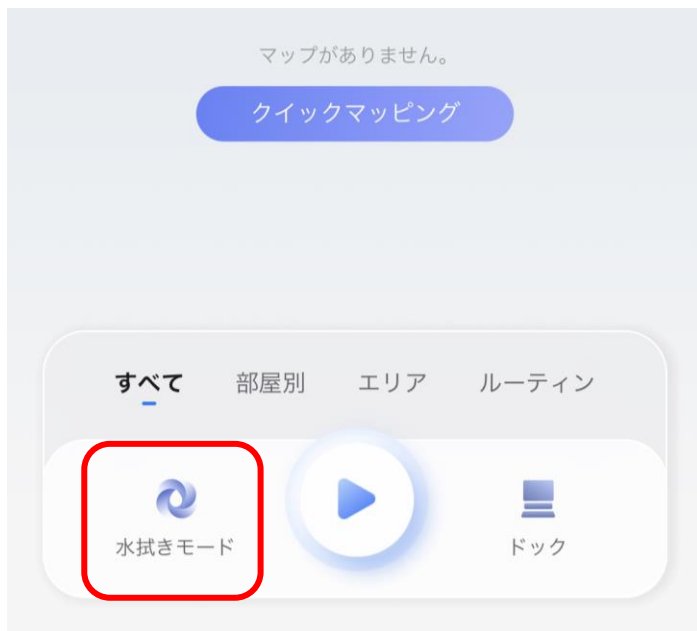 マップがありません。
クイックマッピング
すべて 部屋別 エリア ルーティン
水拭きモード ドック